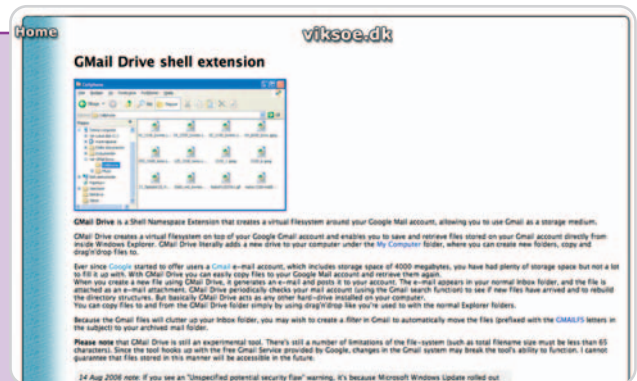 Home
viksoe.dk
GMail Drive shell extension
GMail Drive is a Shell Namespace Extension that creates a virtual filesystem around your Google Mail account, allowing you to use Gmail as a storage medium.
GMail Drive creates a virtual filesystem on top of your Google Gmail account and enables you to save and retrieve files stored on your Gmail account directly from
inside Windows Explorer. GMail Drive literally adds a new drive to your computer under the My Computer folder, where you can create new folders, copy and
drag'n'drop files to.
Ever since Google started to offer users a Gmail e-mail account, which includes storage space of 4000 megabytes, you have had plenty of storage space but not a lot
to fill it up with. With GMail Drive you can easily copy files to your Google Mail account and retrieve them again.
When you create a new file using GMail Drive, it generates an e-mail and posts it to your account. The e-mail appears in your normal Inbox folder, and the file is
attached as an e-mail attachment. GMail Drive periodically checks your mail account (using the Gmail search function) to see if new files have arrived and to rebuild
the directory structures. But basically GMail Drive acts as any other hard-drive installed on your computer.
You can copy files to and from the GMail Drive folder simply by using drag'n'drop like you're used to with the normal Explorer folders.
Because the Gmail files will clutter up your Inbox folder, you may wish to create a filter in Gmail to automatically move the files (prefixed with the GMAILFS letters in
the subject) to your archived mail folder.
Please note that GMail Drive is still an experimental tool. There's still a number of limitations of the file-system (such as total filename size must be less than 65
characters). Since the tool hooks up with the free Gmail Service provided by Google, changes in the Gmail system may break the tool's ability to function. I cannot
guarantee that files stored in this manner will be accessible in the future.
14 Aug 2006 note: If you see an "Unspecified potential security flaw" warning, it's because Microsoft Windows Update rolled out